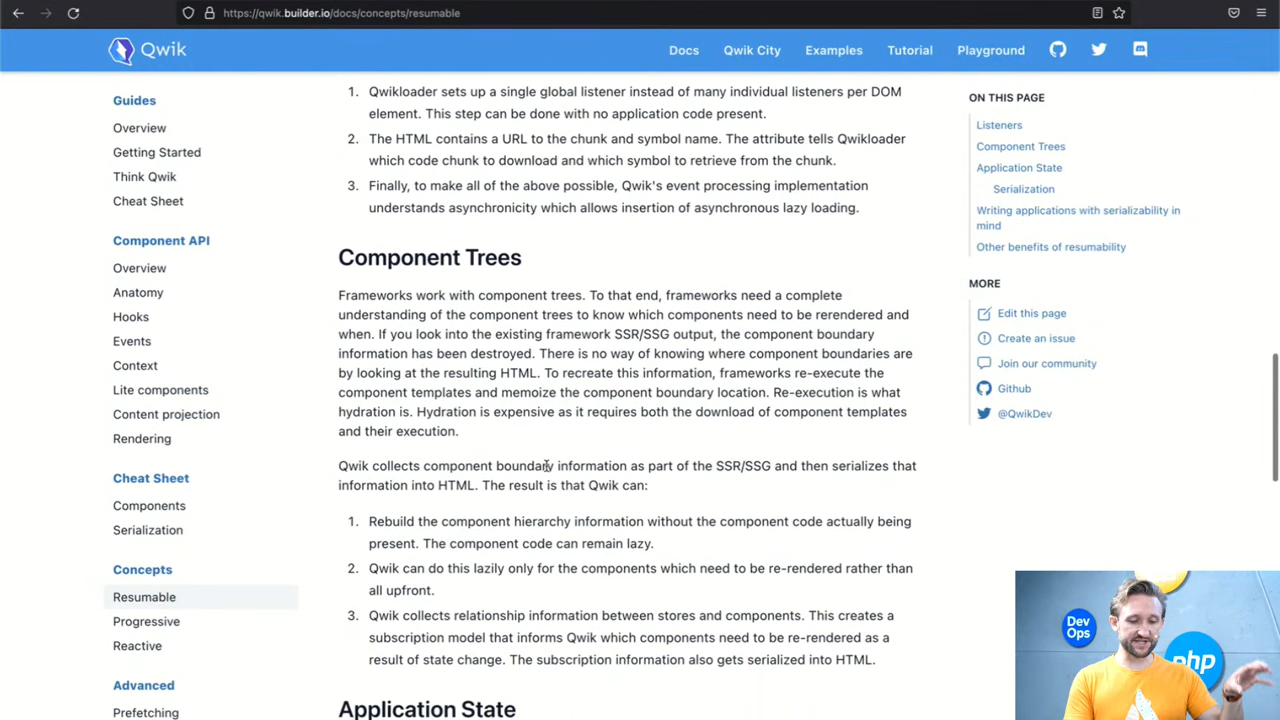 https://qwik.builder.io/docs/concepts/resumable
Qwik
Docs
Qwik City
Examples
Tutorial
Playground
Guides
Overview
Getting Started
Think Qwik
Cheat Sheet
Component API
Overview
Anatomy
Hooks
Events
Context
Lite components
Content projection
Rendering
Cheat Sheet
Components
Serialization
Concepts
Resumable
Progressive
Reactive
Advanced
Prefetching
1. Qwikloader sets up a single global listener instead of many individual listeners per DOM
element. This step can be done with no application code present.
2. The HTML contains a URL to the chunk and symbol name. The attribute tells Qwikloader
which code chunk to download and which symbol to retrieve from the chunk.
3. Finally, to make all of the above possible, Qwik's event processing implementation
understands asynchronicity which allows insertion of asynchronous lazy loading.
Component Trees
Frameworks work with component trees. To that end, frameworks need a complete
understanding of the component trees to know which components need to be rerendered and
when. If you look into the existing framework SSR/SSG output, the component boundary
information has been destroyed. There is no way of knowing where component boundaries are
by looking at the resulting HTML. To recreate this information, frameworks re-execute the
component templates and memoize the component boundary location. Re-execution is what
hydration is. Hydration is expensive as it requires both the download of component templates
and their execution.
Qwik collects component boundary information as part of the SSR/SSG and then serializes that
information into HTML. The result is that Qwik can:
1. Rebuild the component hierarchy information without the component code actually being
present. The component code can remain lazy.
2. Qwik can do this lazily only for the components which need to be re-rendered rather than
all upfront.
3. Qwik collects relationship information between stores and components. This creates a
subscription model that informs Qwik which components need to be re-rendered as a
result of state change. The subscription information also gets serialized into HTML.
Application State
ON THIS PAGE
Listeners
Component Trees
Application State
Serialization
Writing applications with serializability in
mind
Other benefits of resumability
MORE
Edit this page
Create an issue
Join our community
Github
@QwikDev
Dev
Ops
php